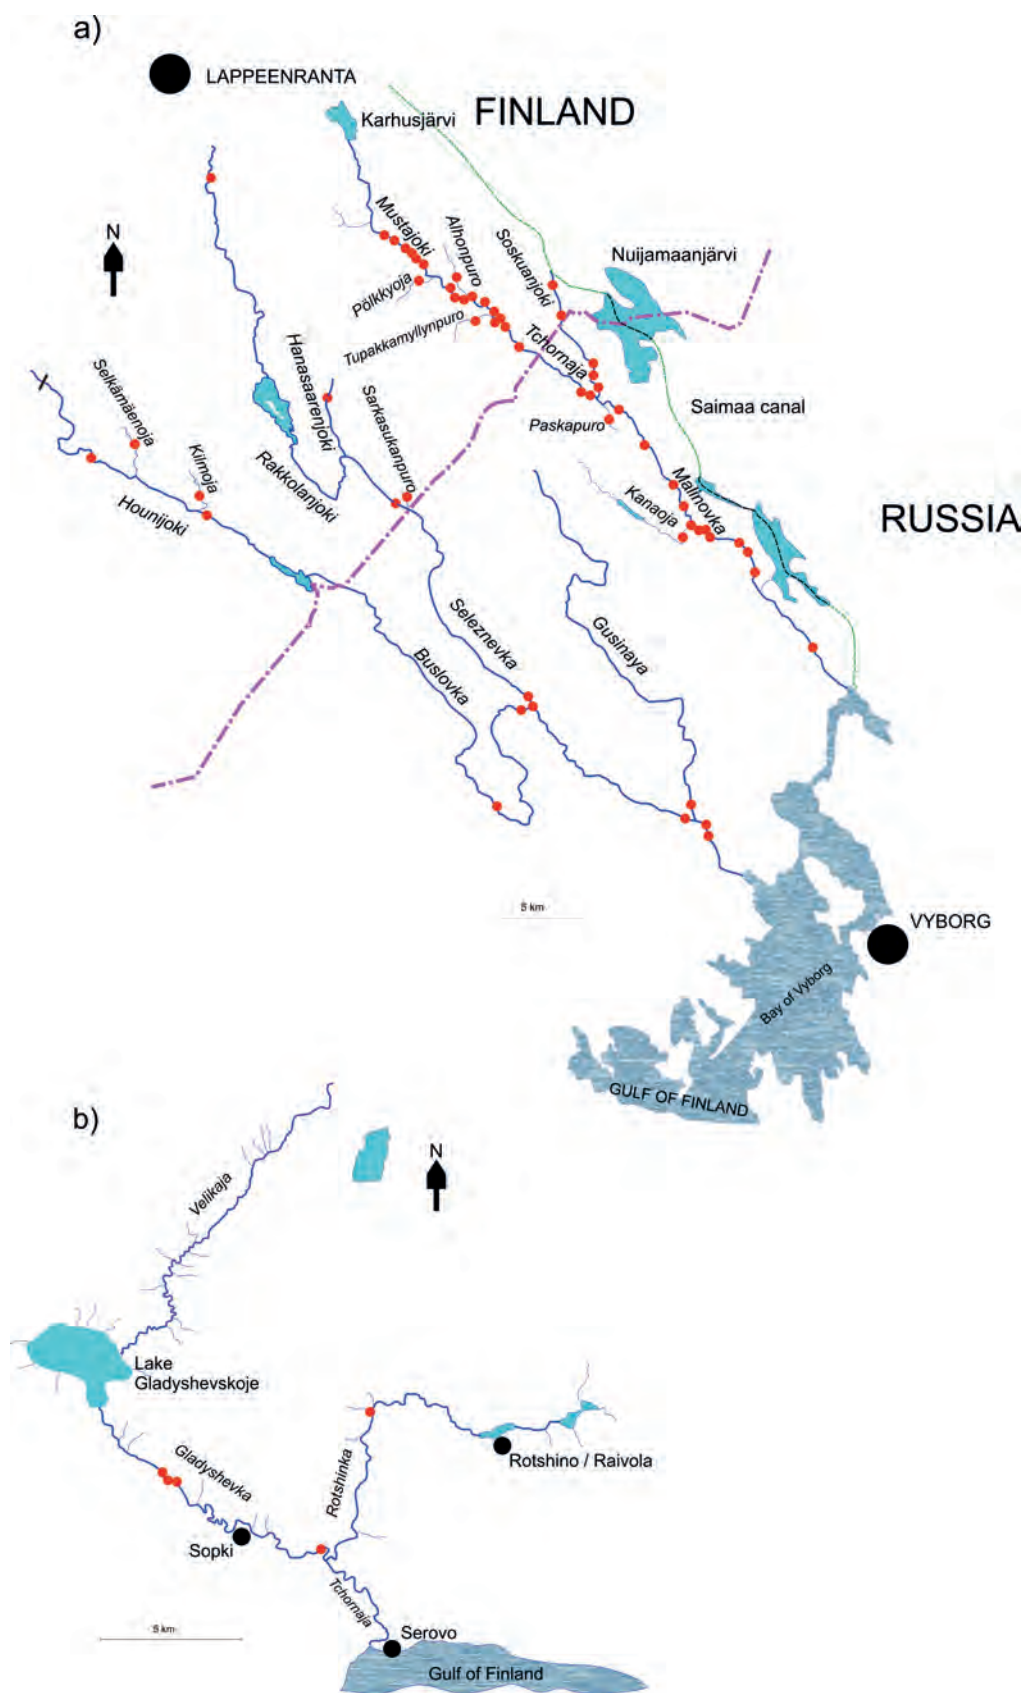 a)
LAPPEENRANTA
FINLAND
Karhusjärvi
N
Mustajoki
Alhonpuro
Soskuanjoki
Nuijamaanjärvi
Pölkkyoja
Tupakkamyllynpuro
Tchornaja
Hanasaarenjoki
Selkämäenoja
Sarkasukanpuro
Saimaa canal
Paskapuro
Kilmoja
Rakkolanjoki
Malinovka
Kanaoja
RUSSIA
Hounijoki
Seleznevka
Gusinaya
Buslovka
5 km
VYBORG
Bay of Vyborg
GULF OF FINLAND
b)
N
Velikaja
Lake
Gladyshevskoje
Gladyshevka
Rotshinka
Rotshino / Raivola
Sopki
Tchornaja
5 km
Serovo
Gulf of Finland